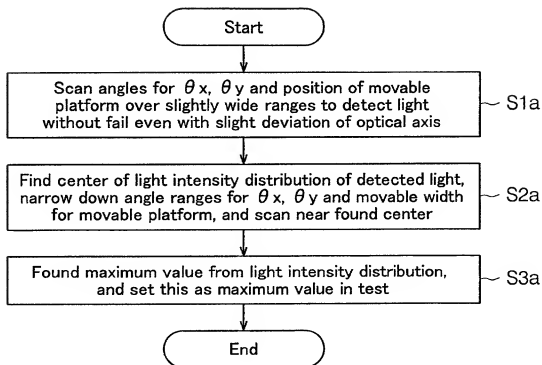 Start
Scan angles for θx, θy and position of movable
platform over slightly wide ranges to detect light
without fail even with slight deviation of optical axis
S1a
Find center of light intensity distribution of detected light,
narrow down angle ranges for θx, θy and movable width
for movable platform, and scan near found center
S2a
Found maximum value from light intensity distribution,
and set this as maximum value in test
S3a
End